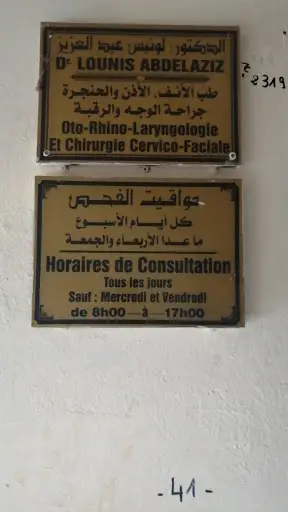 الدكتور: لونيس عبد العزيز
Dr LOUNIS ABDELAZIZ
طب الأنف. الأذن والحنجرة
جراحة الوجه والرقبة
Oto-Rhino-Laryngologie
Et Chirurgie Cervico-Faciale
مواقيت الفحص
كل أيام الأسبوع
ما عدا الأربعاء والجمعة
Horaires de Consultation
Tous les jours
Sauf : Mercredi et Vendredi
de 8h00 — à — 17h00
8319
- 41 -